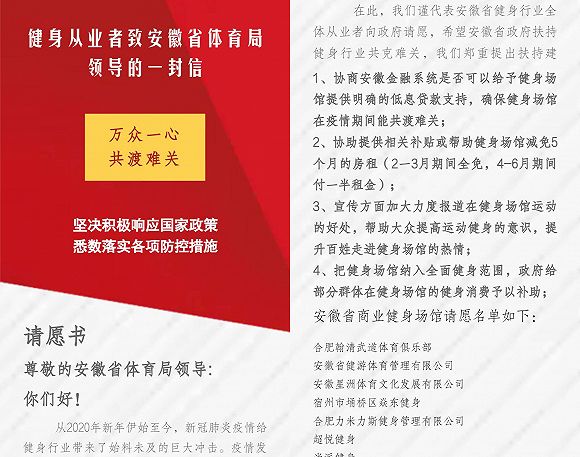 健身从业者致安徽省体育局
领导的一封信
万众一心
共渡难关
坚决积极响应国家政策
悉数落实各项防控措施
请愿书
尊敬的安徽省体育局领导:
你们好！
从2020年新年伊始至今，新冠肺炎疫情给
健身行业带来了始料未及的巨大冲击。疫情发
在此，我们谨代表安徽省健身行业全
体从业者向政府请愿，希望安徽省政府扶持
健身行业共克难关，我们郑重提出扶持建
1、协商安徽金融系统是否可以给予健身场
馆提供明确的低息贷款支持，确保健身场馆
在疫情期间能共渡难关；
2、协助提供相关补贴或帮助健身场馆减免5
个月的房租（2—3月期间全免，4-6月期间
付一半租金）；
3、宣传方面加大力度报道在健身场馆运动
的好处，帮助大众提高运动健身的意识，提
升百姓走进健身场馆的热情；
4、把健身场馆纳入全面健身范围，政府给
部分群体在健身场馆的健身消费予以补助；
安徽省商业健身场馆请愿名单如下：
合肥翰清武道体育俱乐部
安徽省健游体育管理有限公司
安徽星洲体育文化发展有限公司
宿州市埇桥区焱东健身
合肥力米力斯健身管理有限公司
超悦健身